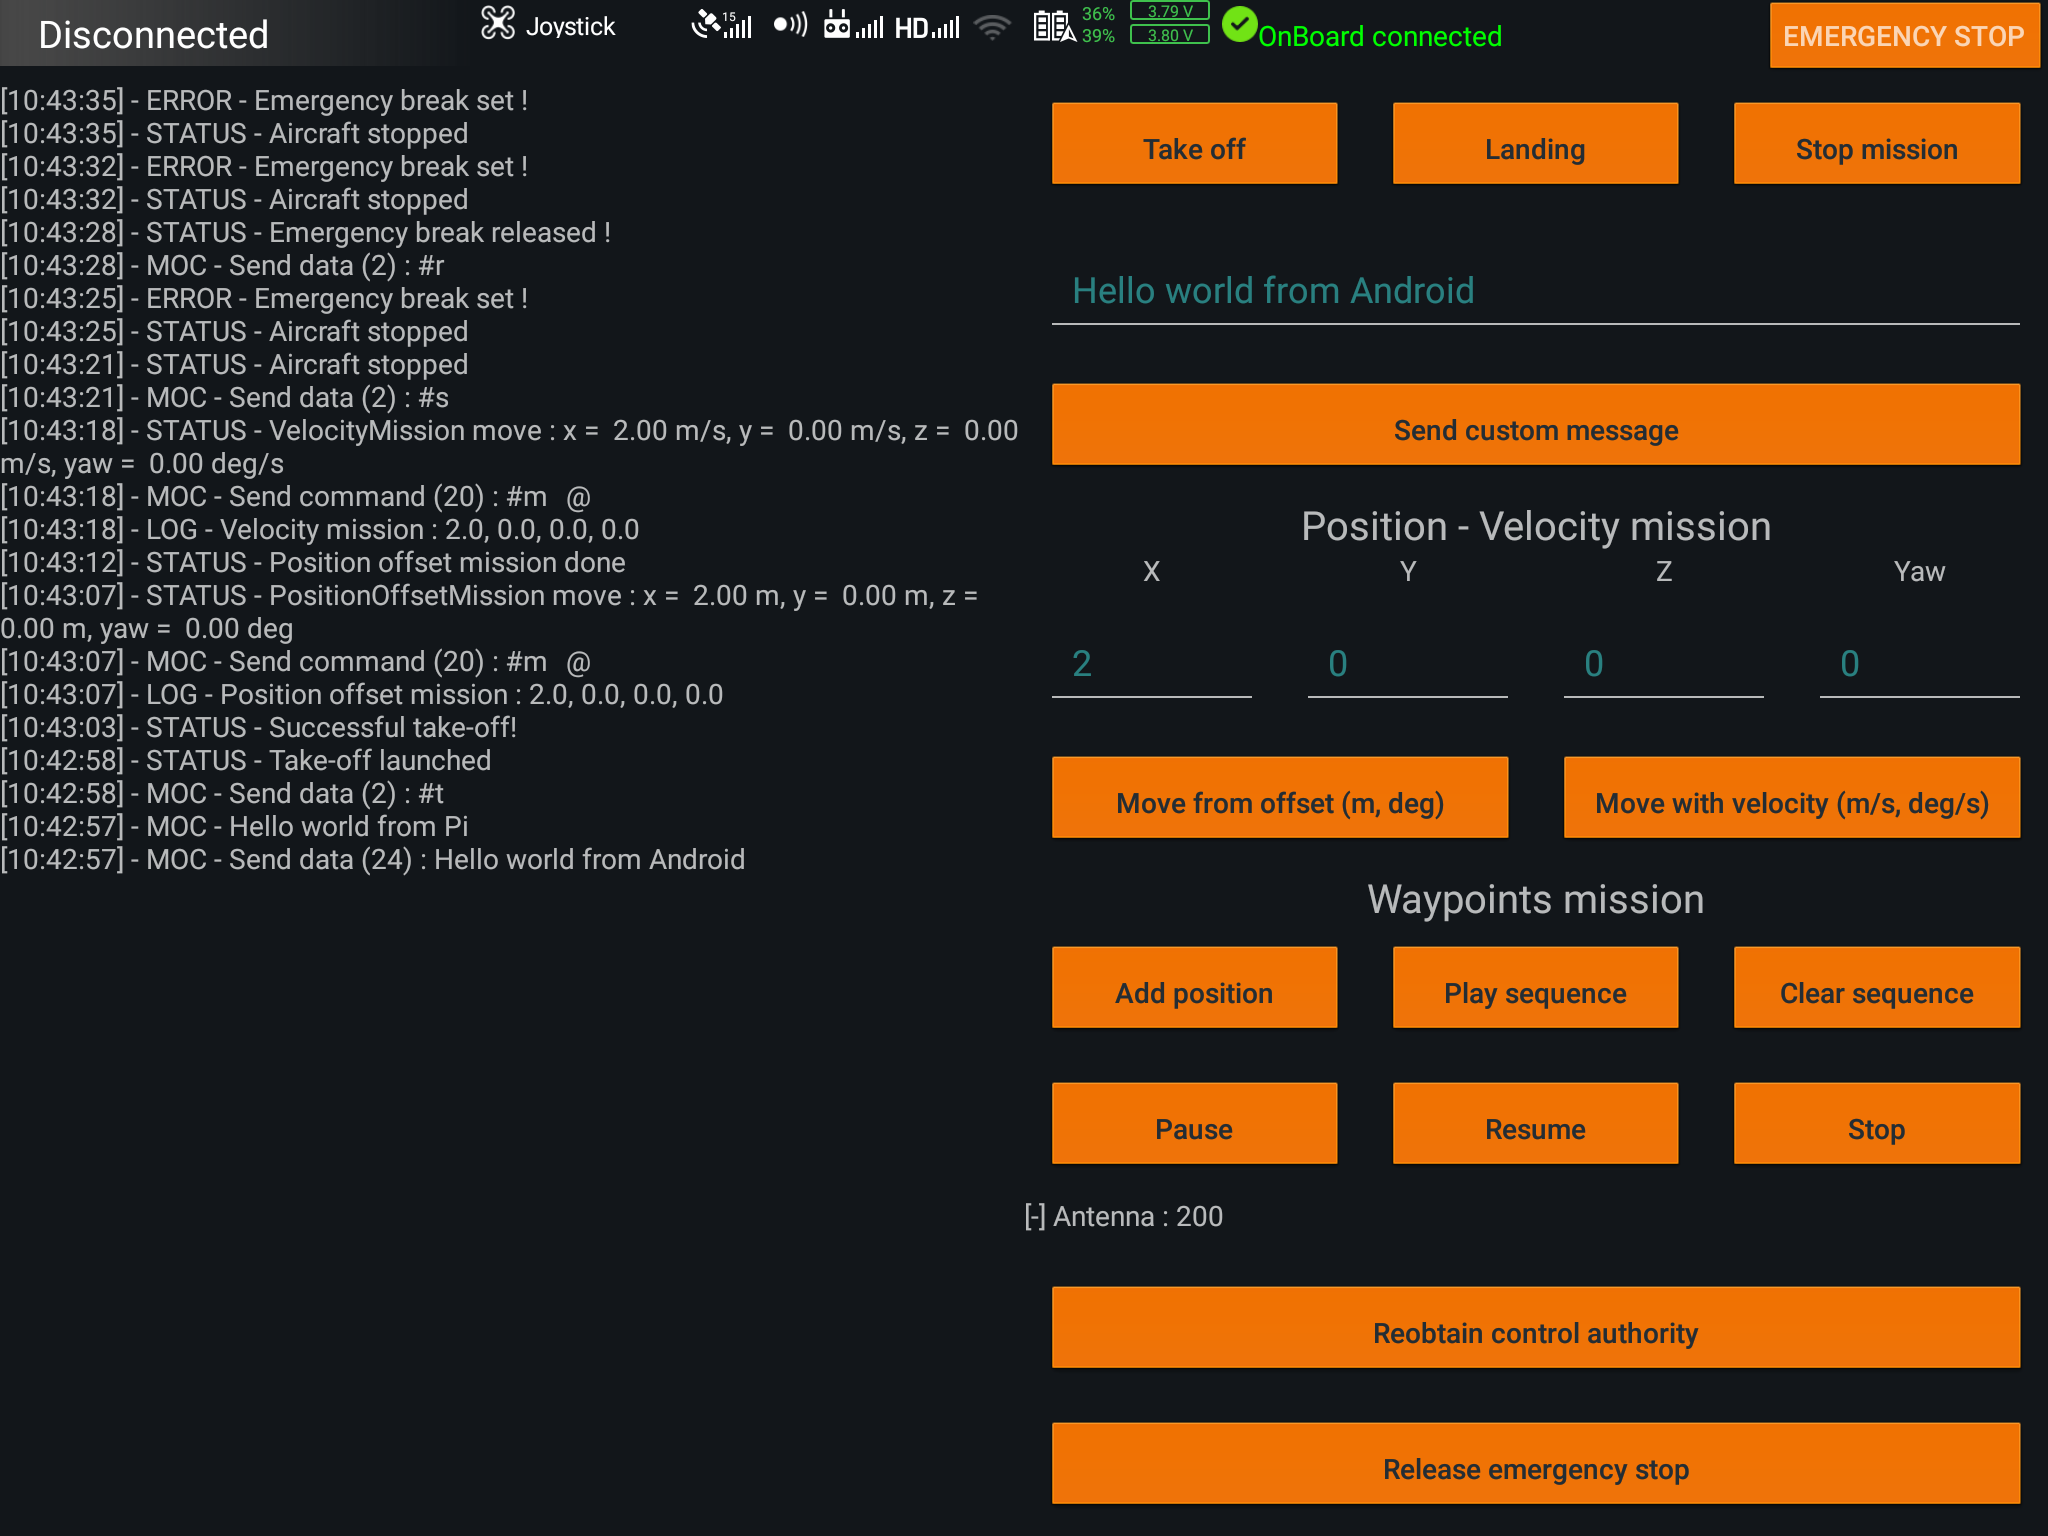 Disconnected
Joystick
15
HD
36%
39%
3.79 V
3.80 V
OnBoard connected
EMERGENCY STOP
[10:43:35] - ERROR - Emergency break set !
[10:43:35] - STATUS - Aircraft stopped
[10:43:32] - ERROR - Emergency break set !
[10:43:32] - STATUS - Aircraft stopped
[10:43:28] - STATUS - Emergency break released !
[10:43:28] - MOC - Send data (2) : #r
[10:43:25] - ERROR - Emergency break set !
[10:43:25] - STATUS - Aircraft stopped
[10:43:21] - STATUS - Aircraft stopped
[10:43:21] - MOC - Send data (2) : #s
[10:43:18] - STATUS - VelocityMission move : x =  2.00 m/s, y =  0.00 m/s, z =  0.00
m/s, yaw =  0.00 deg/s
[10:43:18] - MOC - Send command (20) : #m  @
[10:43:18] - LOG - Velocity mission : 2.0, 0.0, 0.0, 0.0
[10:43:12] - STATUS - Position offset mission done
[10:43:07] - STATUS - PositionOffsetMission move : x =  2.00 m, y =  0.00 m, z =
0.00 m, yaw =  0.00 deg
[10:43:07] - MOC - Send command (20) : #m  @
[10:43:07] - LOG - Position offset mission : 2.0, 0.0, 0.0, 0.0
[10:43:03] - STATUS - Successful take-off!
[10:42:58] - STATUS - Take-off launched
[10:42:58] - MOC - Send data (2) : #t
[10:42:57] - MOC - Hello world from Pi
[10:42:57] - MOC - Send data (24) : Hello world from Android
Take off
Landing
Stop mission
Hello world from Android
Send custom message
Position - Velocity mission
X
Y
Z
Yaw
2
0
0
0
Move from offset (m, deg)
Move with velocity (m/s, deg/s)
Waypoints mission
Add position
Play sequence
Clear sequence
Pause
Resume
Stop
[-] Antenna : 200
Reobtain control authority
Release emergency stop